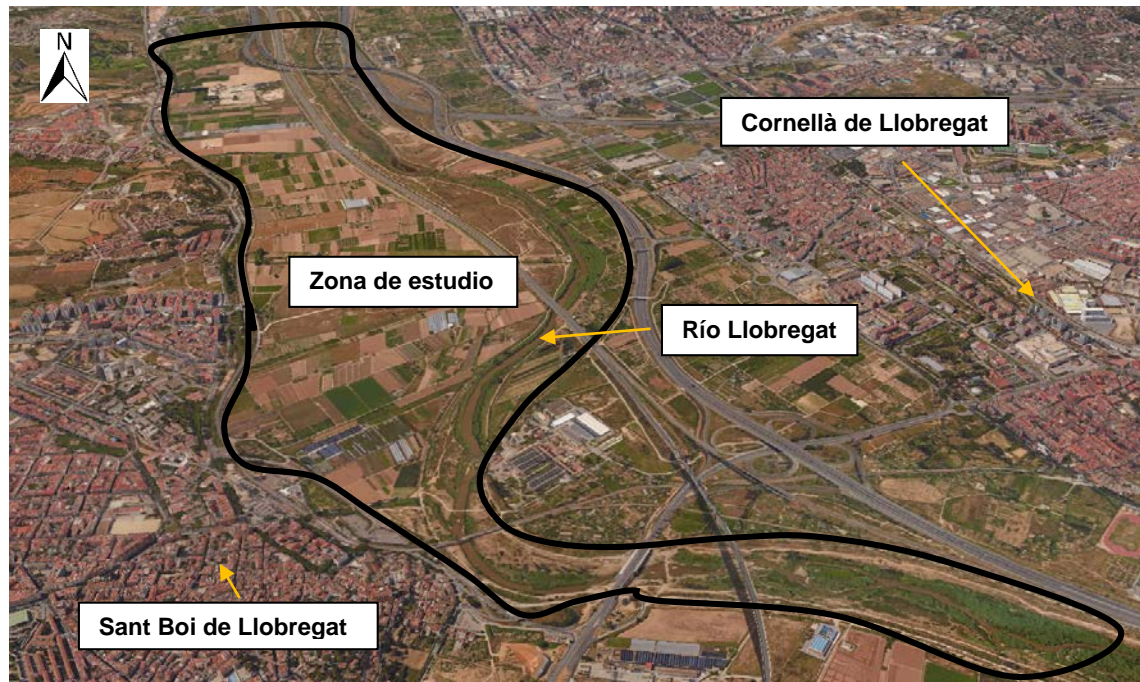 N
Cornellà de Llobregat
Zona de estudio
Río Llobregat
Sant Boi de Llobregat